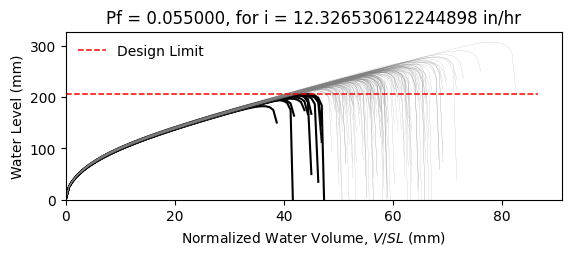 Pf = 0.055000, for i = 12.326530612244898 in/hr
Design Limit
Water Level (mm)
300
200
100
0
0 20 40 60 80
Normalized Water Volume, V/SL (mm)